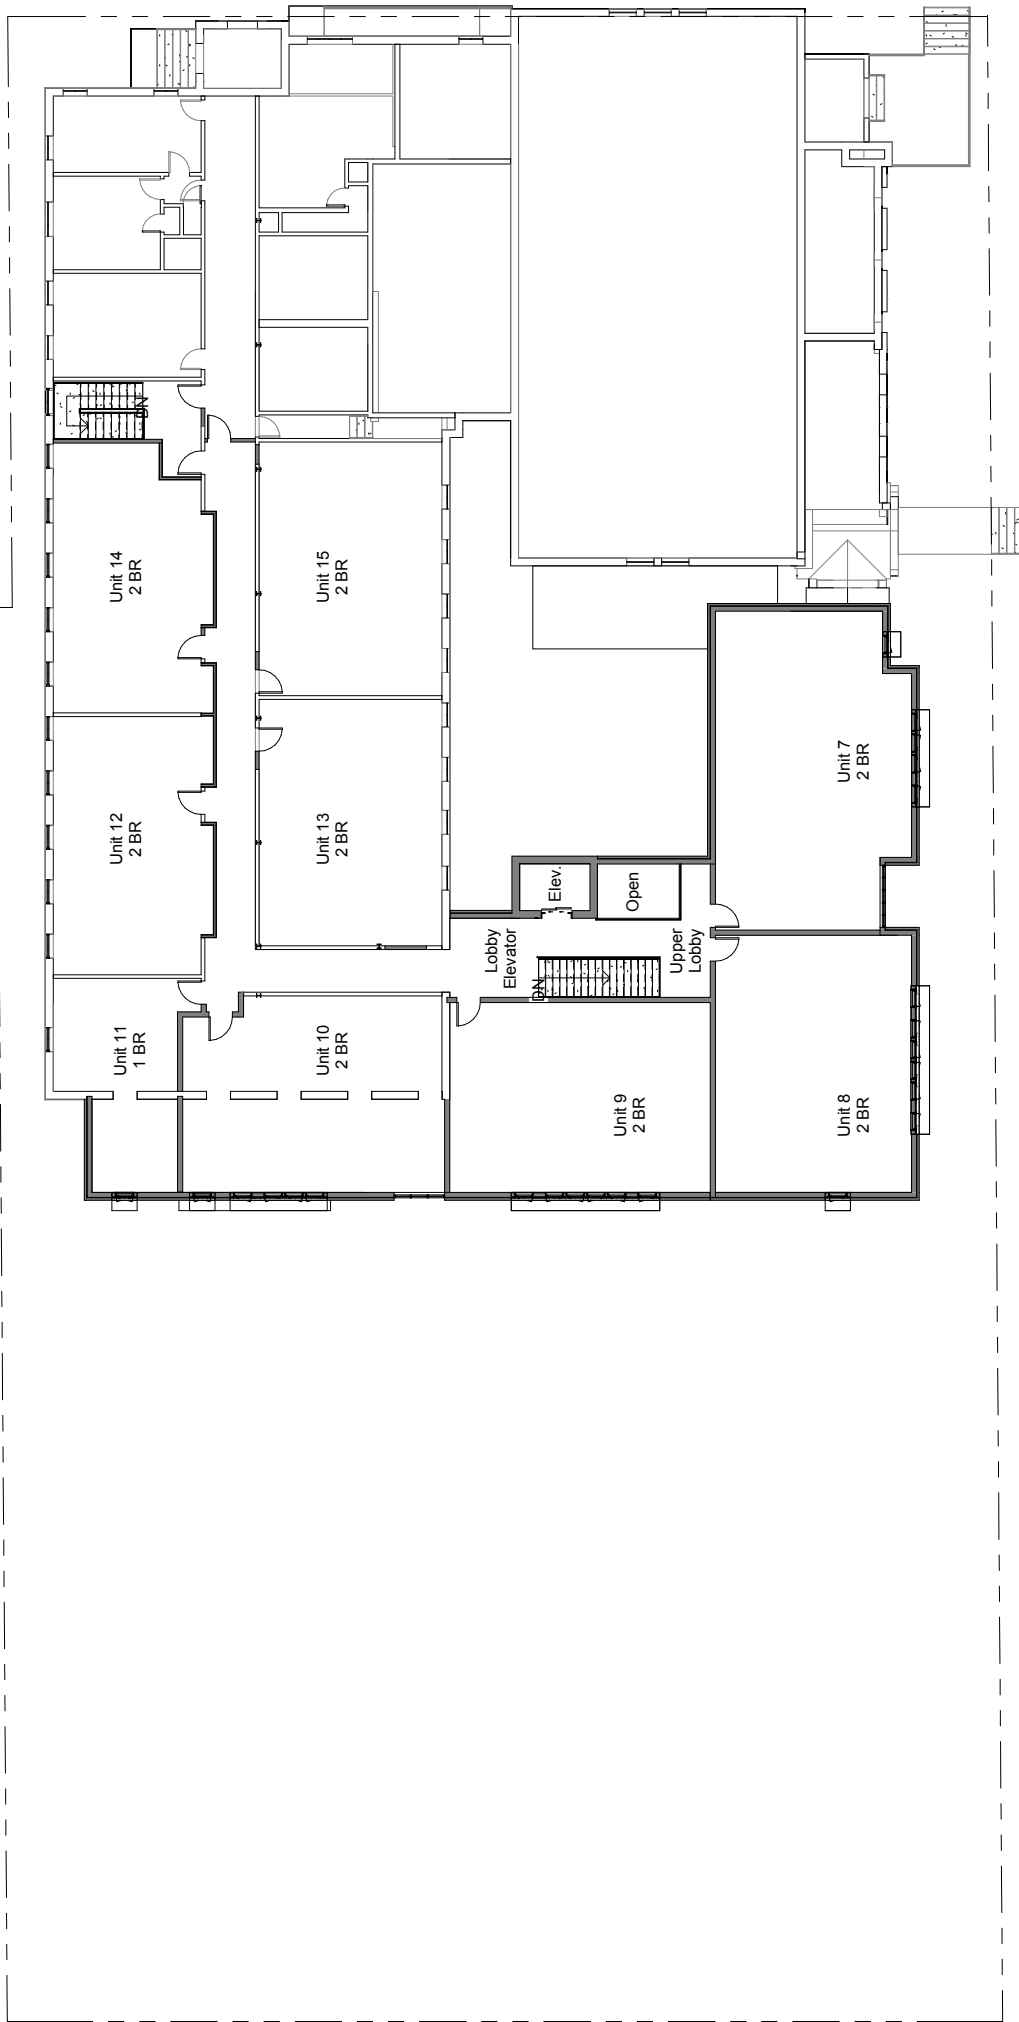 Unit 14
2 BR
Unit 15
2 BR
Unit 12
2 BR
Unit 13
2 BR
Unit 7
2 BR
Unit 11
1 BR
Unit 10
2 BR
Unit 9
2 BR
Unit 8
2 BR
Lobby
Elevator
Elev.
Open
Upper
Lobby
DN
DN